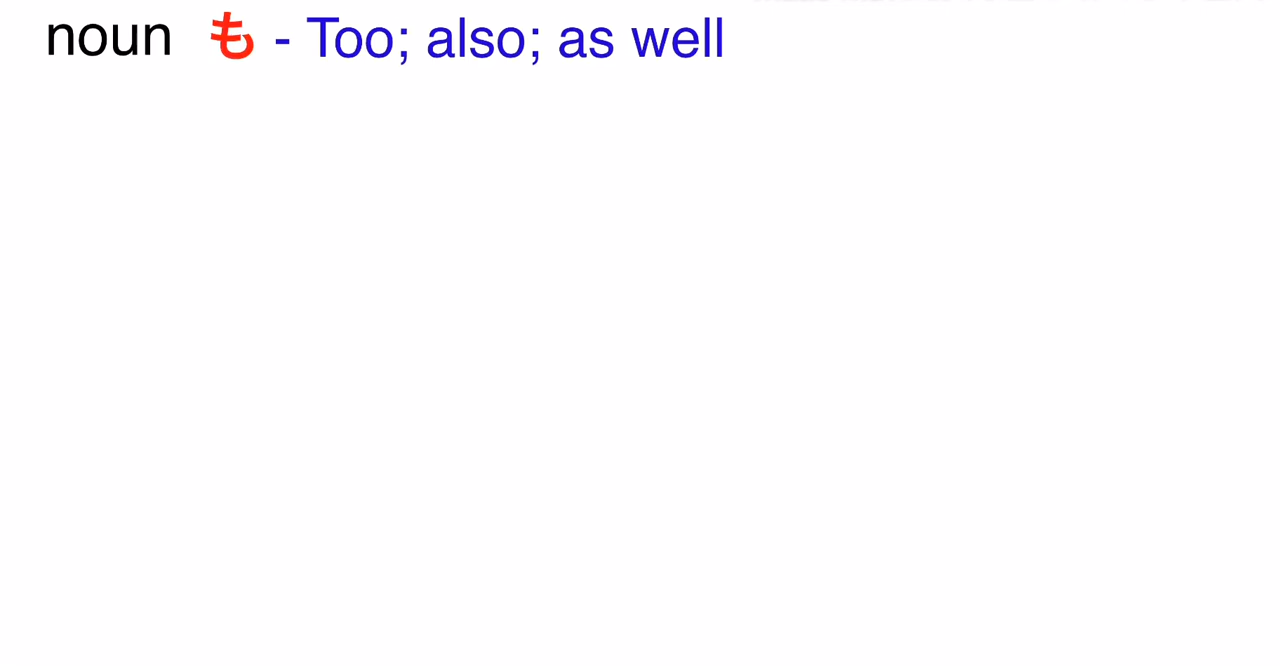 noun も - Too; also; as well